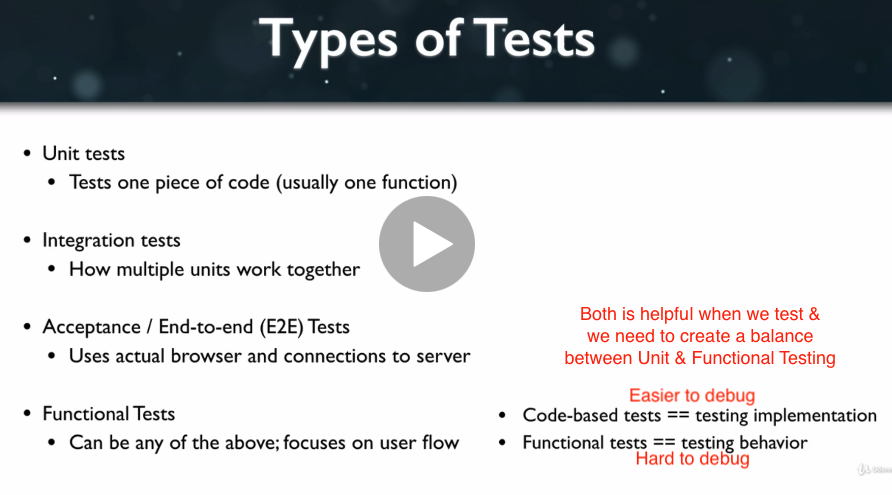 Types of Tests
• Unit tests
• Tests one piece of code (usually one function)
• Integration tests
• How multiple units work together
• Acceptance / End-to-end (E2E) Tests
• Uses actual browser and connections to server
• Functional Tests
• Can be any of the above; focuses on user flow
Both is helpful when we test &
we need to create a balance
between Unit & Functional Testing
Easier to debug
• Code-based tests == testing implementation
• Functional tests == testing behavior
Hard to debug